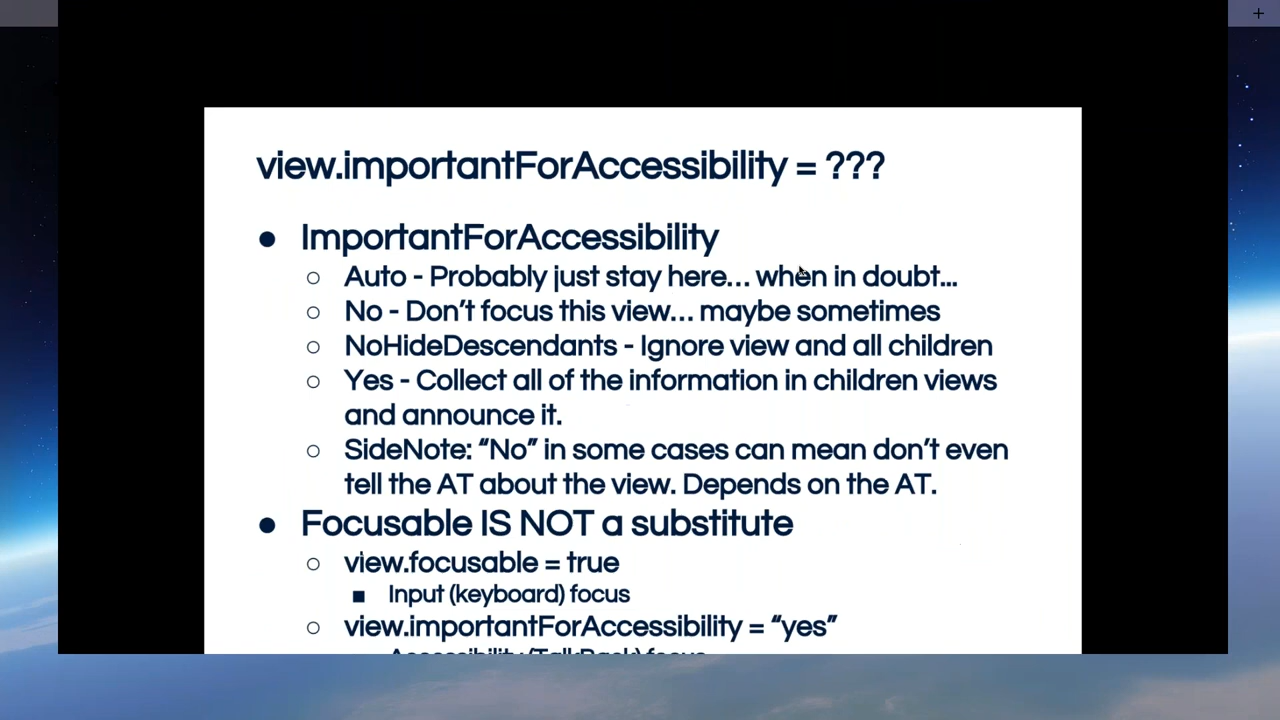 view.importantForAccessibility = ???
● ImportantForAccessibility
○ Auto - Probably just stay here… when in doubt...
○ No - Don’t focus this view… maybe sometimes
○ NoHideDescendants - Ignore view and all children
○ Yes - Collect all of the information in children views
and announce it.
○ SideNote: “No” in some cases can mean don’t even
tell the AT about the view. Depends on the AT.
● Focusable IS NOT a substitute
○ view.focusable = true
■ Input (keyboard) focus
○ view.importantForAccessibility = “yes”
Accessibility (TalkBack) focus